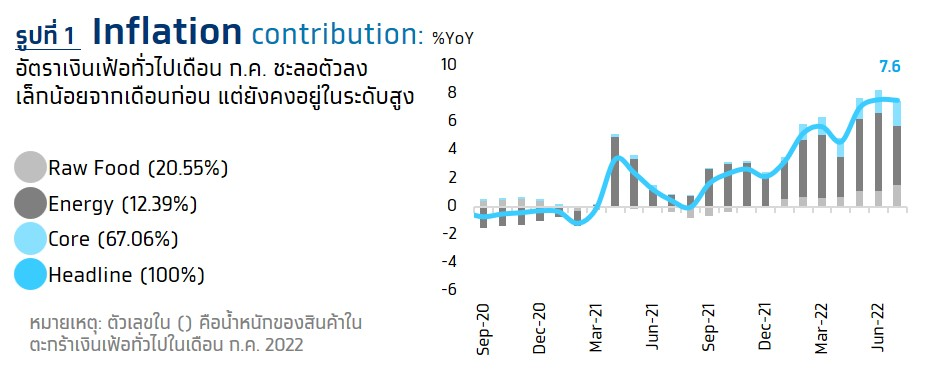 รูปที่ 1 Inflation contribution: %YoY
อัตราเงินเฟ้อทั่วไปเดือน ก.ค. ชะลอตัวลง
เล็กน้อยจากเดือนก่อน แต่ยังคงอยู่ในระดับสูง
Raw Food (20.55%)
Energy (12.39%)
Core (67.06%)
Headline (100%)
หมายเหตุ: ตัวเลขใน () คือน้ำหนักของสินค้าใน
ตะกร้าเงินเฟ้อทั่วไปในเดือน ก.ค. 2022
7.6
10
8
6
4
2
0
-2
-4
-6
Sep-20
Dec-20
Mar-21
Jun-21
Sep-21
Dec-21
Mar-22
Jun-22